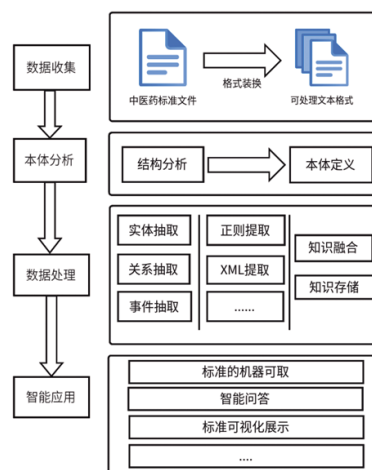 数据收集
中医药标准文件
格式装换
可处理文本格式
本体分析
结构分析
本体定义
数据处理
实体抽取
正则提取
知识融合
关系抽取
XML提取
知识存储
事件抽取
......
智能应用
标准的机器可取
智能问答
标准可视化展示
....